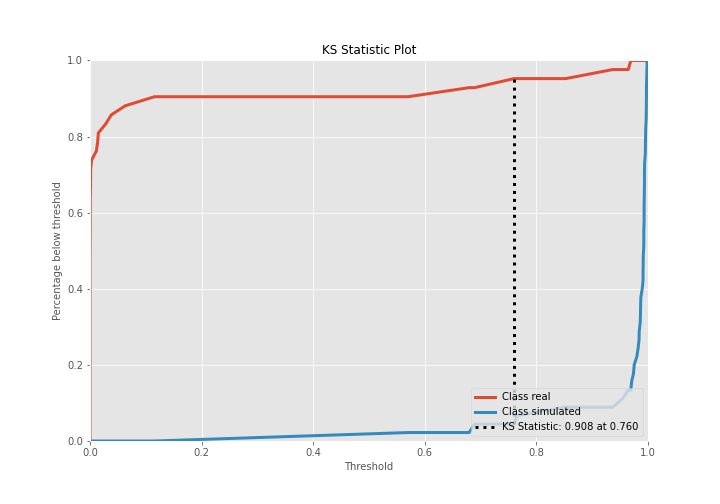 KS Statistic Plot
1.0
0.8
0.6
0.4
0.2
0.0
Percentage below threshold
0.0
0.2
0.4
0.6
0.8
1.0
Threshold
Class real
Class simulated
KS Statistic: 0.908 at 0.760